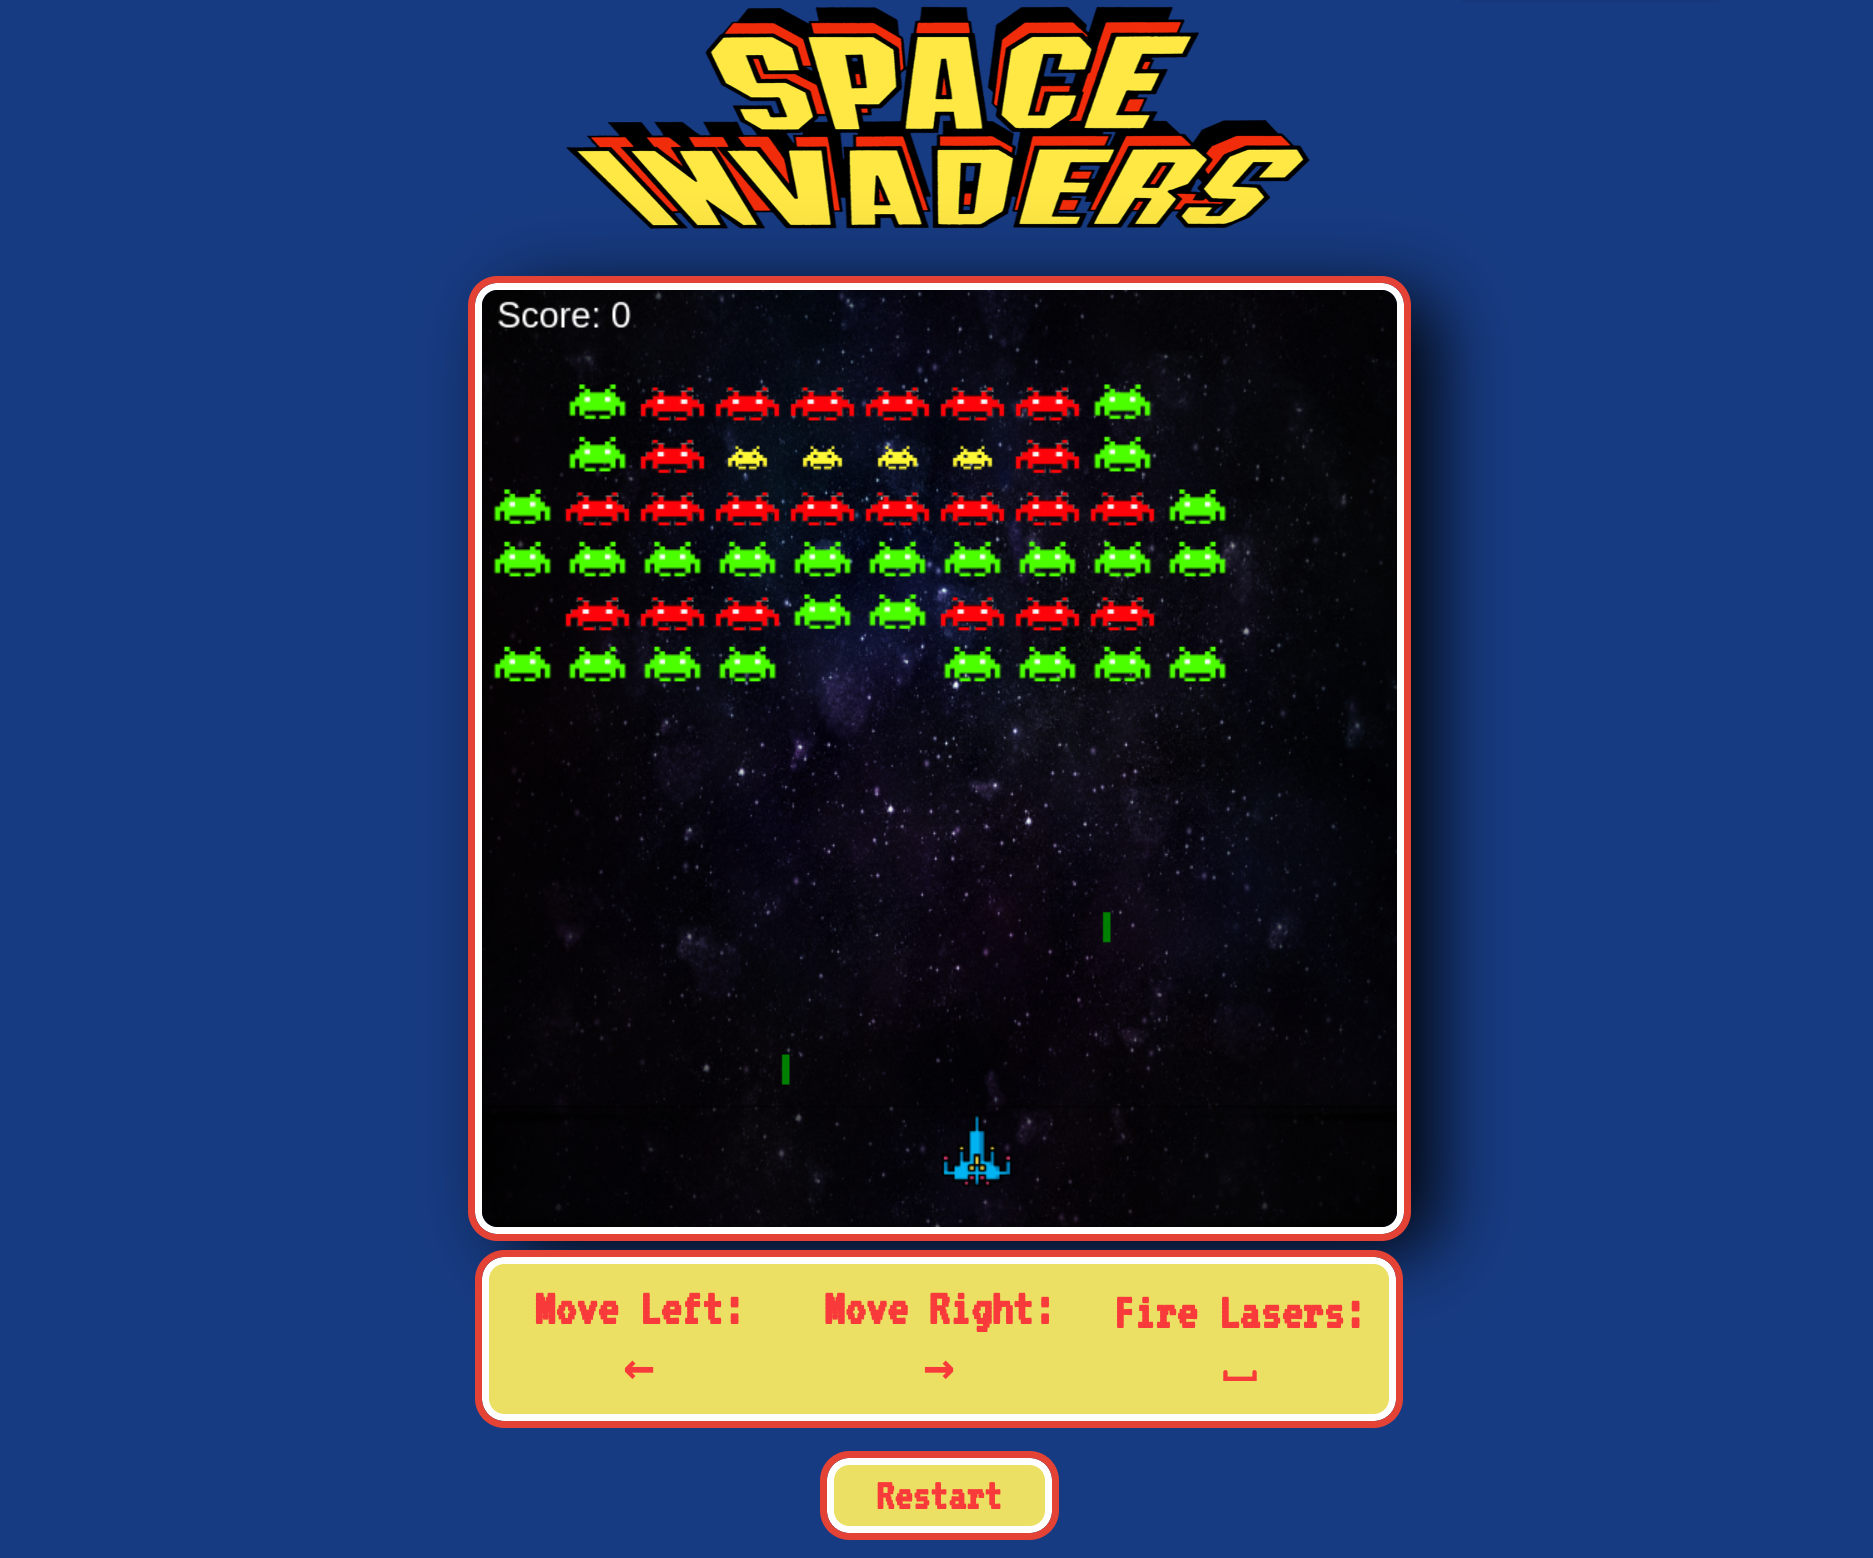 SPACE
INVADERS
Score: 0
Move Left: Move Right: Fire Lasers:
← → ⎵
Restart